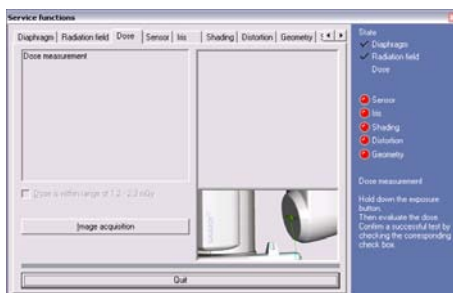 Service functions
Diaphragm
Radiation field
Dose
Sensor
Iris
Shading
Distortion
Geometry
Dose measurement
Dose is within range of 1.2 - 2.3 mGy
Image acquisition
Quit
State
Diaphragm
Radiation field
Dose
Sensor
Iris
Shading
Distortion
Geometry
Dose measurement
Hold down the exposure
button.
Then evaluate the dose.
Confirm a successful test by
checking the corresponding
check box.